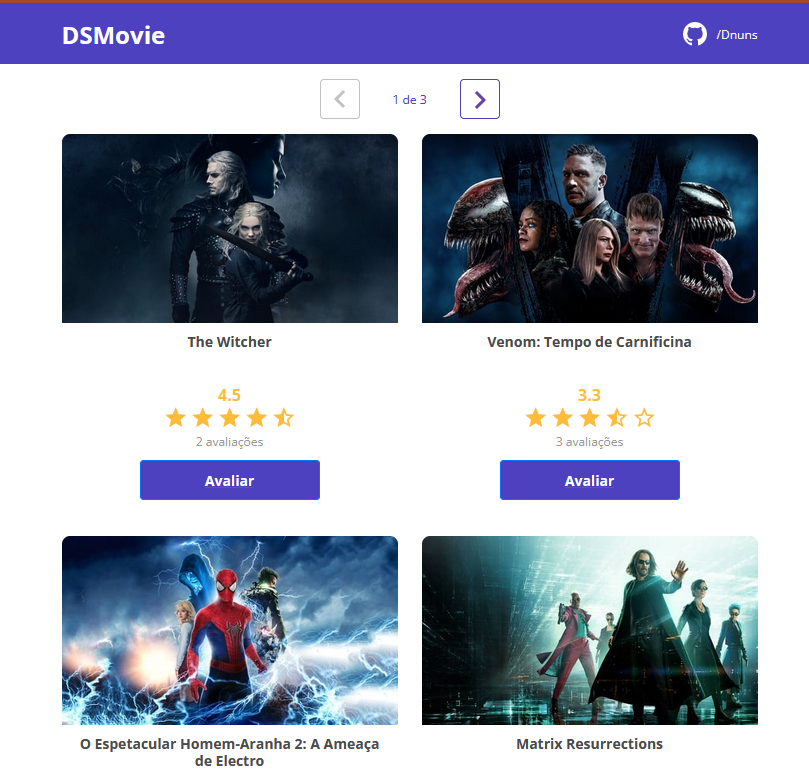 DSMovie
/Dnuns
1 de 3
The Witcher
4.5
2 avaliações
Avaliar
Venom: Tempo de Carnificina
3.3
3 avaliações
Avaliar
O Espetacular Homem-Aranha 2: A Ameaça
de Electro
Matrix Resurrections